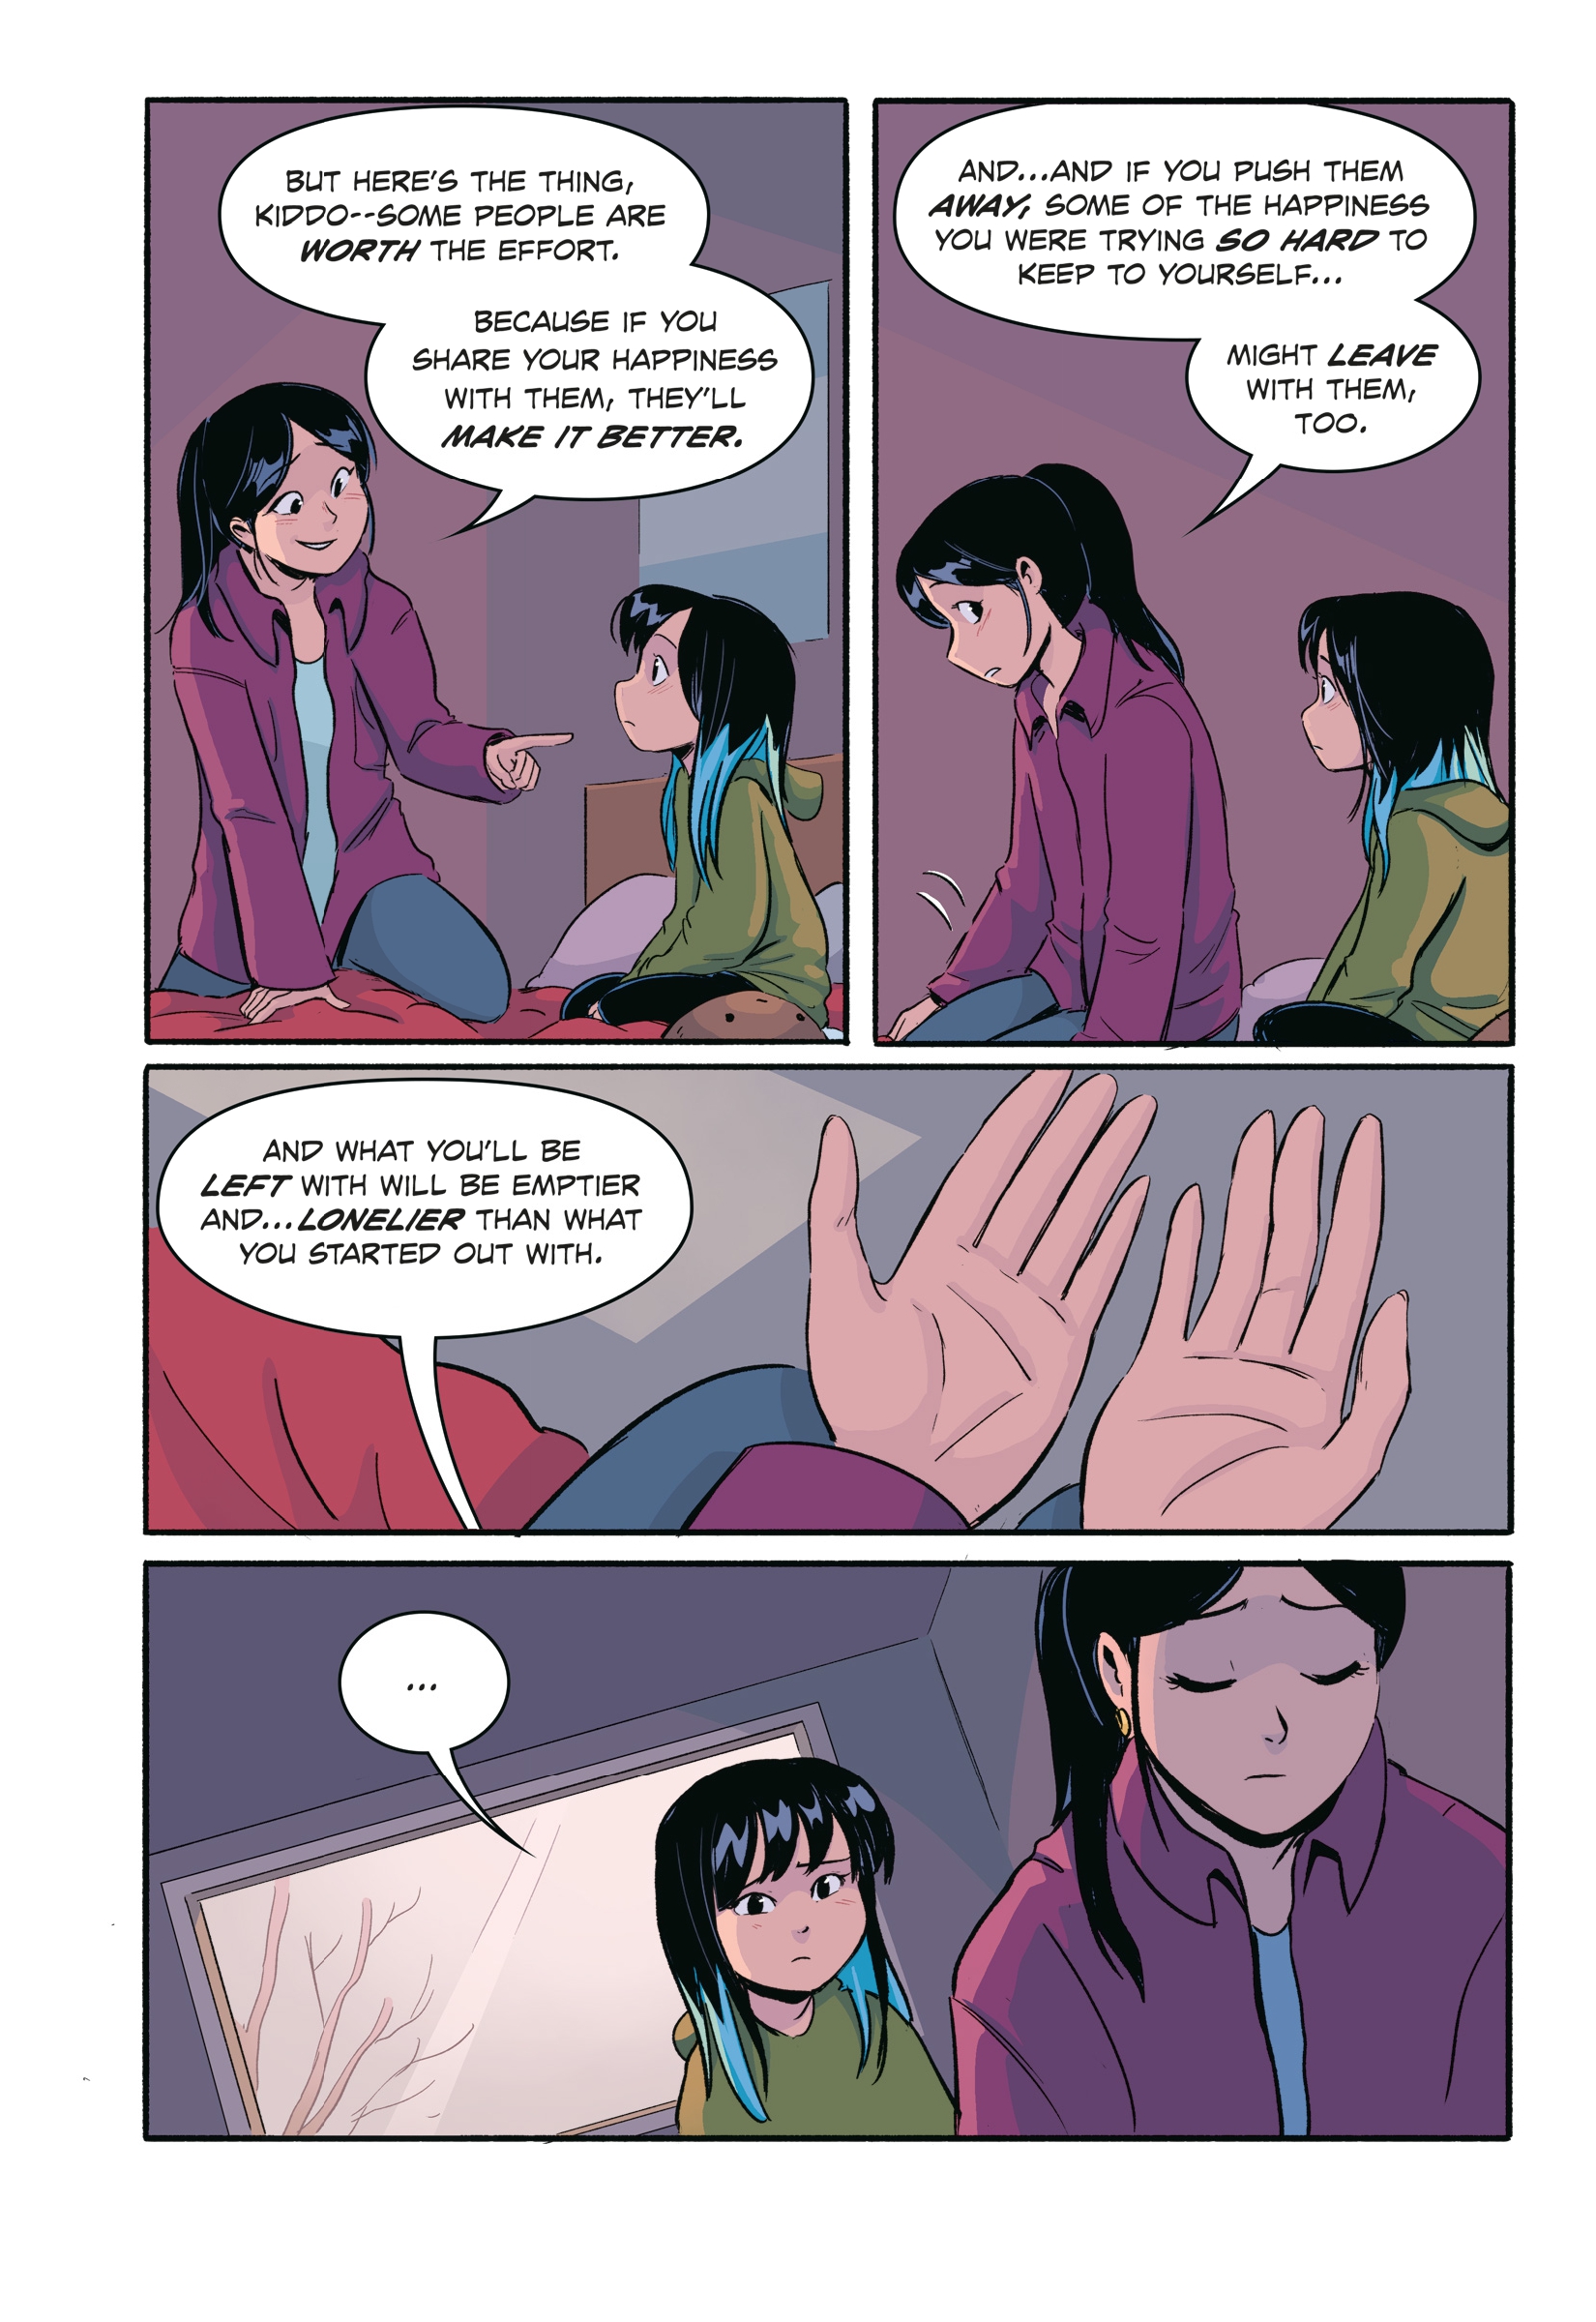 BUT HERE'S THE THING,
KIDDO--SOME PEOPLE ARE
WORTH THE EFFORT.
BECAUSE IF YOU
SHARE YOUR HAPPINESS
WITH THEM, THEY'LL
MAKE IT BETTER.
AND...AND IF YOU PUSH THEM
AWAY, SOME OF THE HAPPINESS
YOU WERE TRYING SO HARD TO
KEEP TO YOURSELF...
MIGHT LEAVE
WITH THEM,
TOO.
AND WHAT YOU'LL BE
LEFT WITH WILL BE EMPTIER
AND...LONELIER THAN WHAT
YOU STARTED OUT WITH.
...